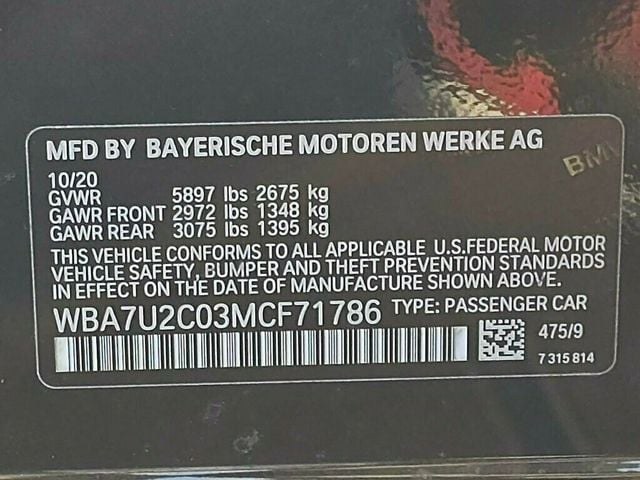 MFD BY BAYERISCHE MOTOREN WERKE AG
10/20
GVWR 5897 lbs 2675 kg
GAWR FRONT 2972 lbs 1348 kg
GAWR REAR 3075 lbs 1395 kg
THIS VEHICLE CONFORMS TO ALL APPLICABLE U.S.FEDERAL MOTOR
VEHICLE SAFETY, BUMPER AND THEFT PREVENTION STANDARDS
IN EFFECT ON THE DATE OF MANUFACTURE SHOWN ABOVE
WBA7U2C03MCF71786 TYPE: PASSENGER CAR
475/9
7 315 814
BMW